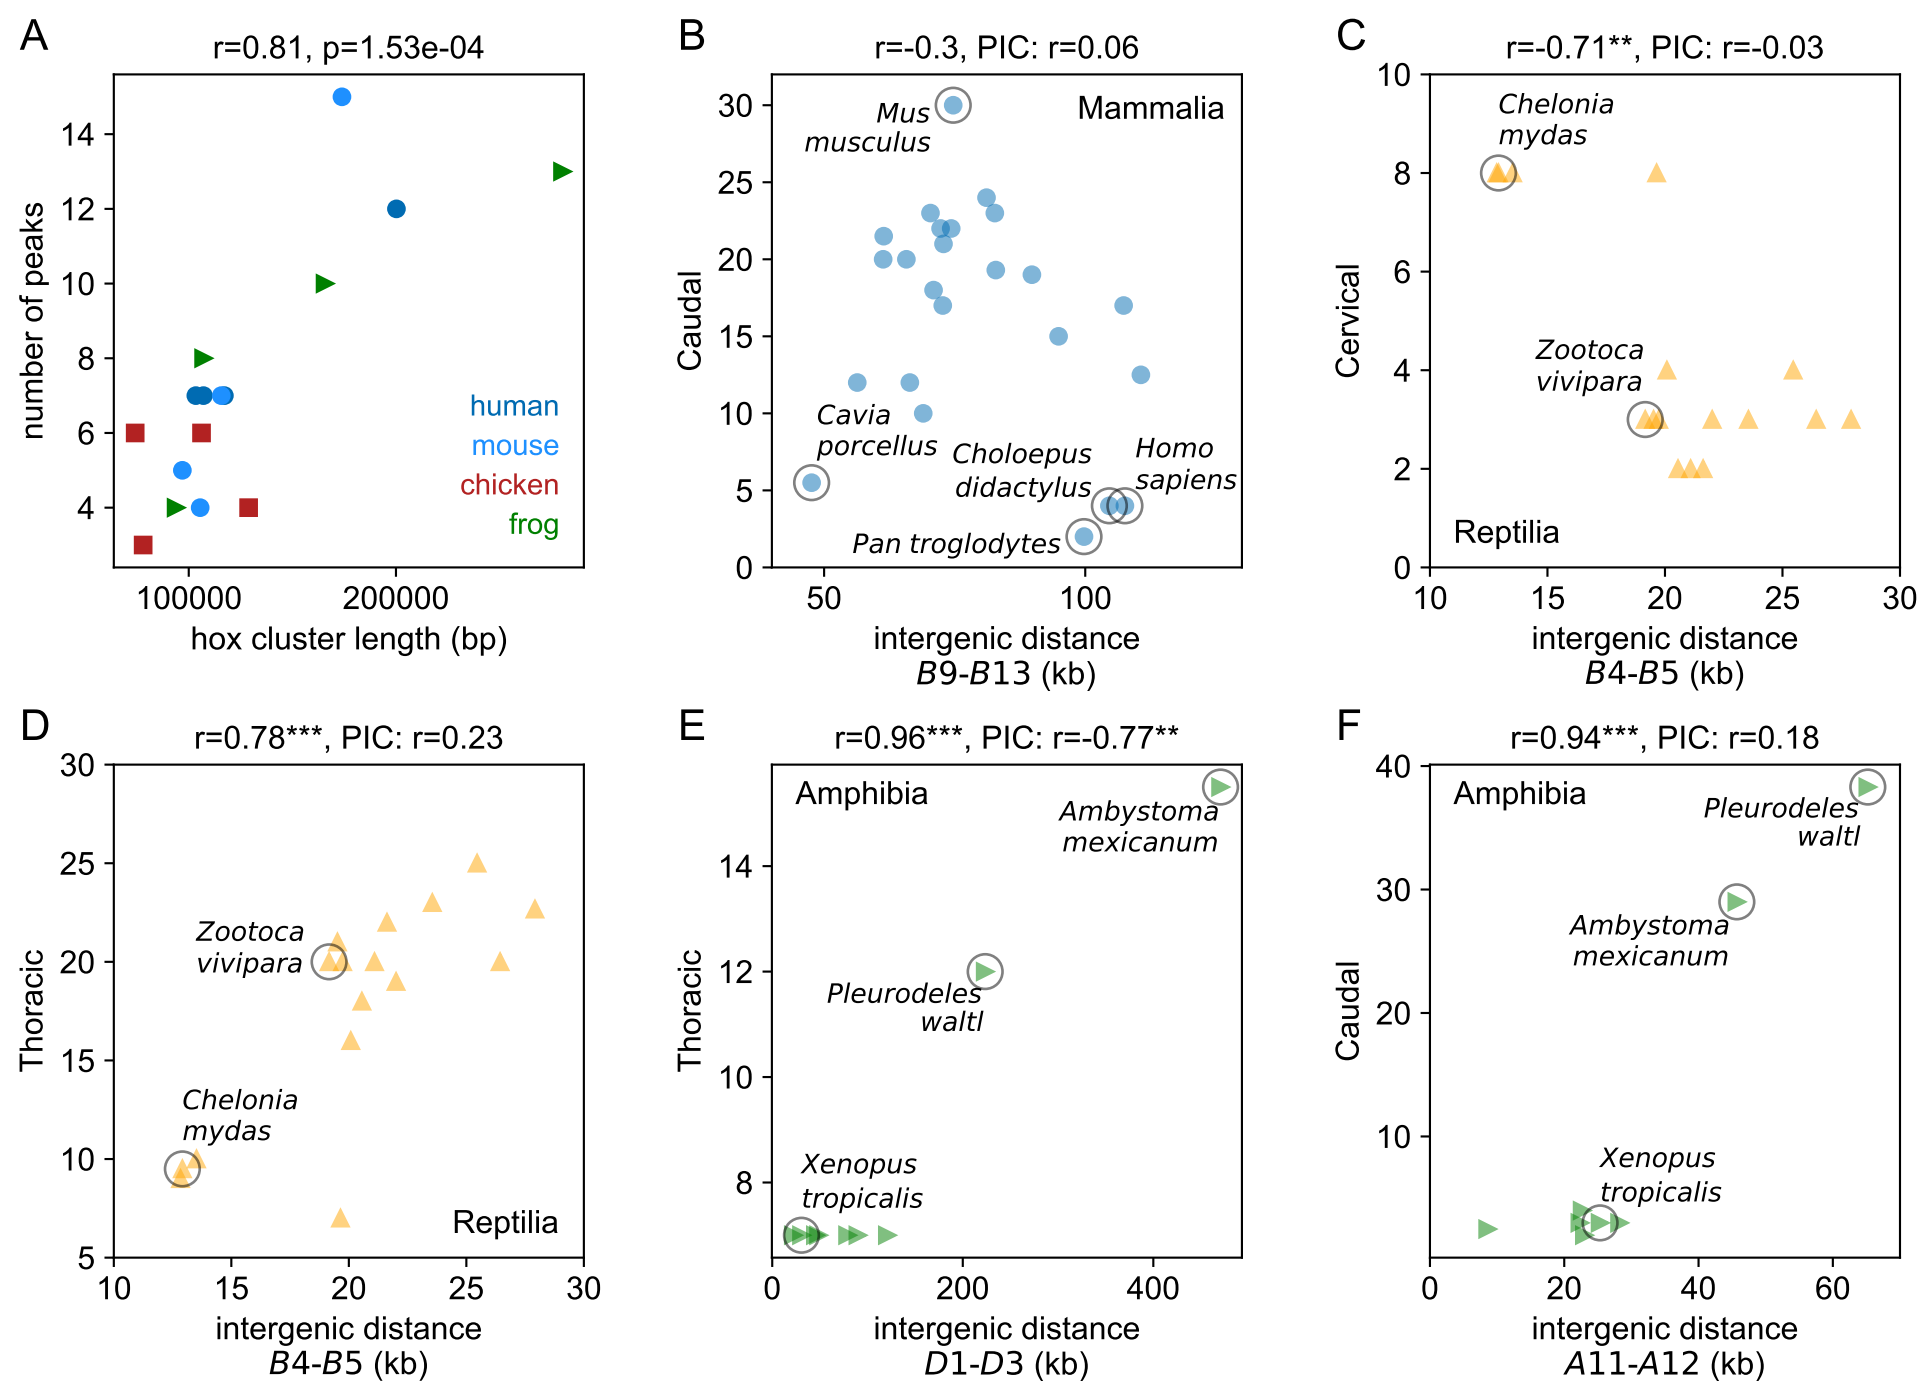 A
r=0.81, p=1.53e-04
14
12
10
8
6
4
number of peaks
human
mouse
chicken
frog
100000
200000
hox cluster length (bp)
B
r=-0.3, PIC: r=0.06
30
25
20
15
10
5
0
Caudal
Mammalia
Mus
musculus
Cavia
porcellus
Choloepus
didactylus
Homo
sapiens
Pan troglodytes
50
100
intergenic distance
B9-B13 (kb)
C
r=-0.71**, PIC: r=-0.03
10
8
6
4
2
0
Cervical
Chelonia
mydas
Zootoca
vivipara
Reptilia
10
15
20
25
30
intergenic distance
B4-B5 (kb)
D
r=0.78***, PIC: r=0.23
30
25
20
15
10
5
Thoracic
Zootoca
vivipara
Chelonia
mydas
Reptilia
10
15
20
25
30
intergenic distance
B4-B5 (kb)
E
r=0.96***, PIC: r=-0.77**
14
12
10
8
Thoracic
Amphibia
Ambystoma
mexicanum
Pleurodeles
waltl
Xenopus
tropicalis
0
200
400
intergenic distance
D1-D3 (kb)
F
r=0.94***, PIC: r=0.18
40
30
20
10
Caudal
Amphibia
Pleurodeles
waltl
Ambystoma
mexicanum
Xenopus
tropicalis
0
20
40
60
intergenic distance
A11-A12 (kb)